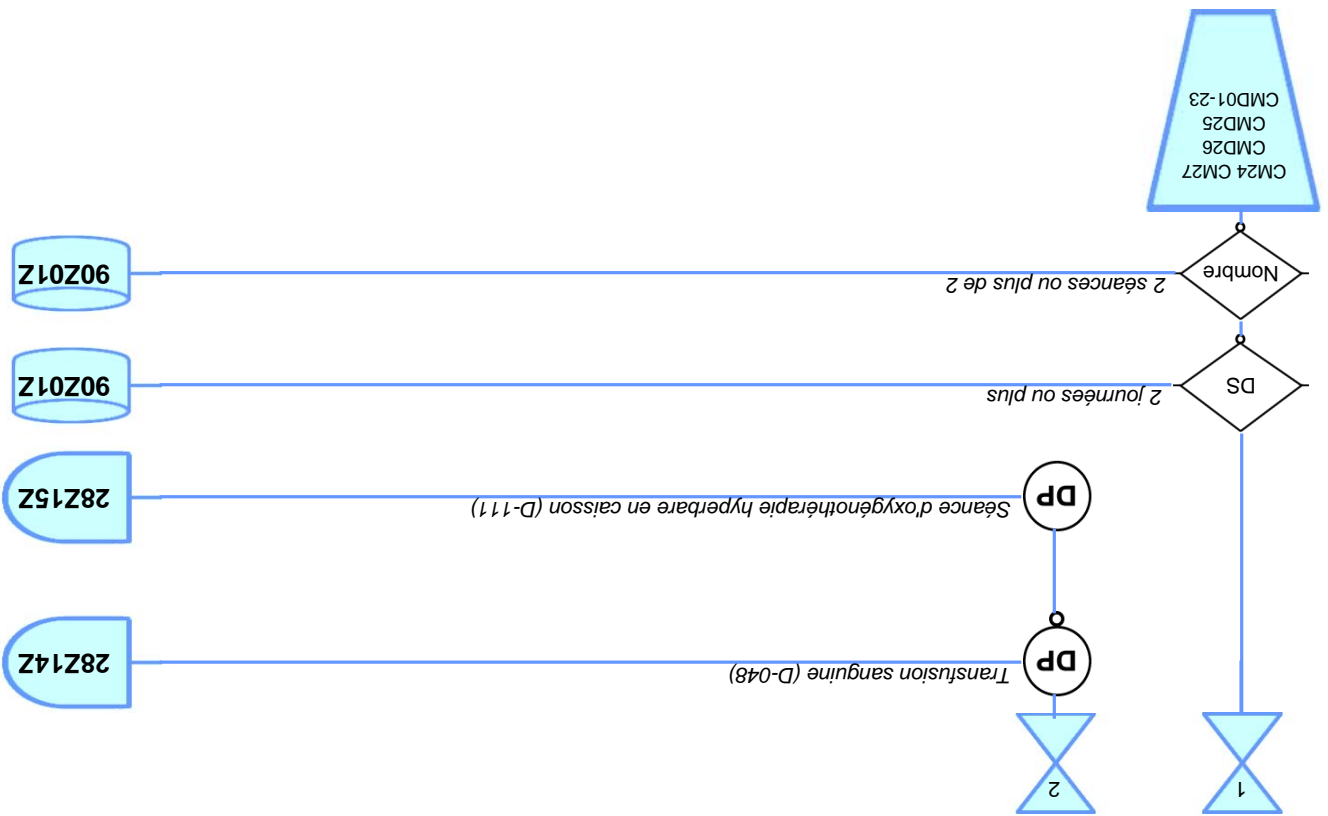 1
2
DP
Transfusion sanguine (D-048)
28Z14Z
DP
Séance d'oxygénothérapie hyperbare en caisson (D-111)
28Z15Z
DS
2 journées ou plus
90Z01Z
Nombre
2 séances ou plus de 2
90Z01Z
CM24 CM27
CMD26
CMD25
CMD01-23